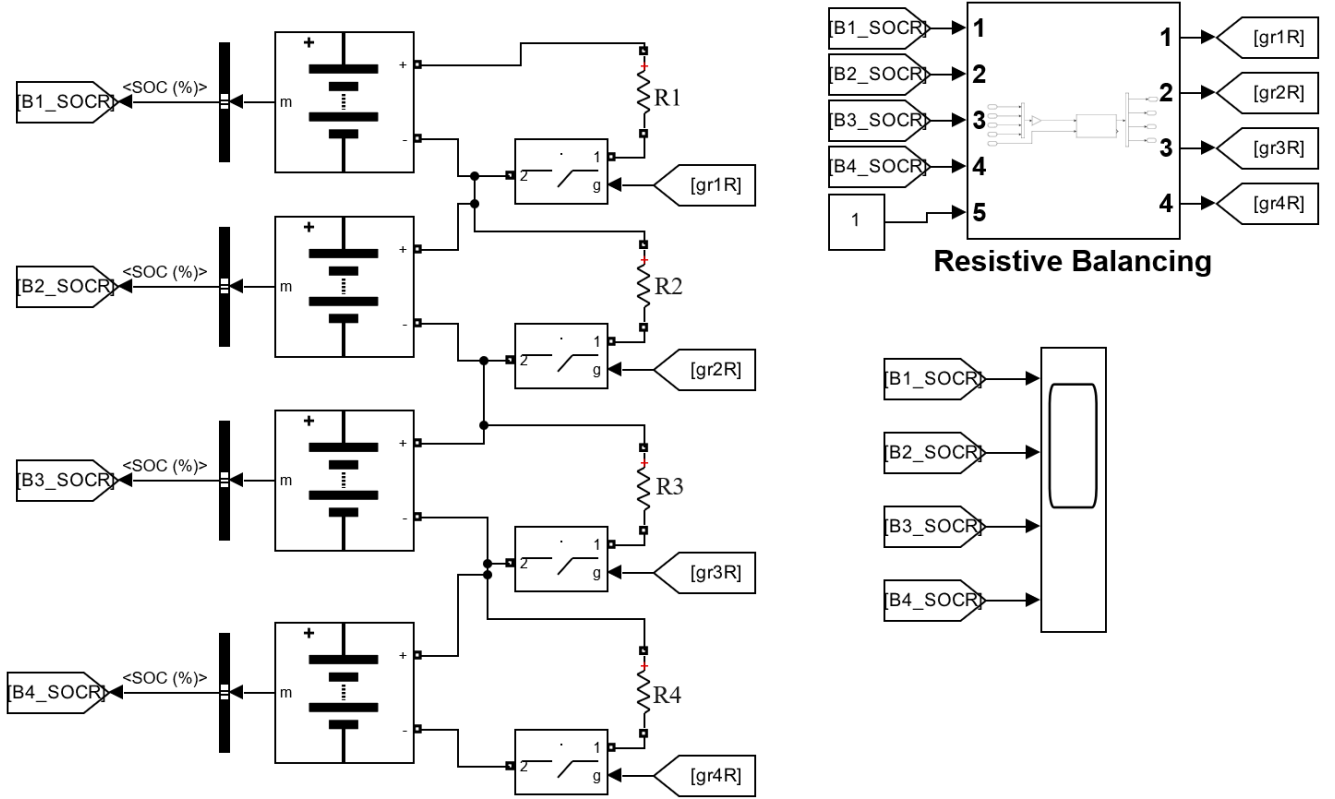 <SOC (%)>
[B1_SOCR]
m
+
+
-
R1
2
1
g
[gr1R]
<SOC (%)>
[B2_SOCR]
m
+
+
-
R2
2
1
g
[gr2R]
<SOC (%)>
[B3_SOCR]
m
+
+
-
R3
2
1
g
[gr3R]
<SOC (%)>
[B4_SOCR]
m
+
+
-
R4
2
1
g
[gr4R]
[B1_SOCR]
[B2_SOCR]
[B3_SOCR]
[B4_SOCR]
1
1
2
3
4
5
1
2
3
4
[gr1R]
[gr2R]
[gr3R]
[gr4R]
Resistive Balancing
[B1_SOCR]
[B2_SOCR]
[B3_SOCR]
[B4_SOCR]